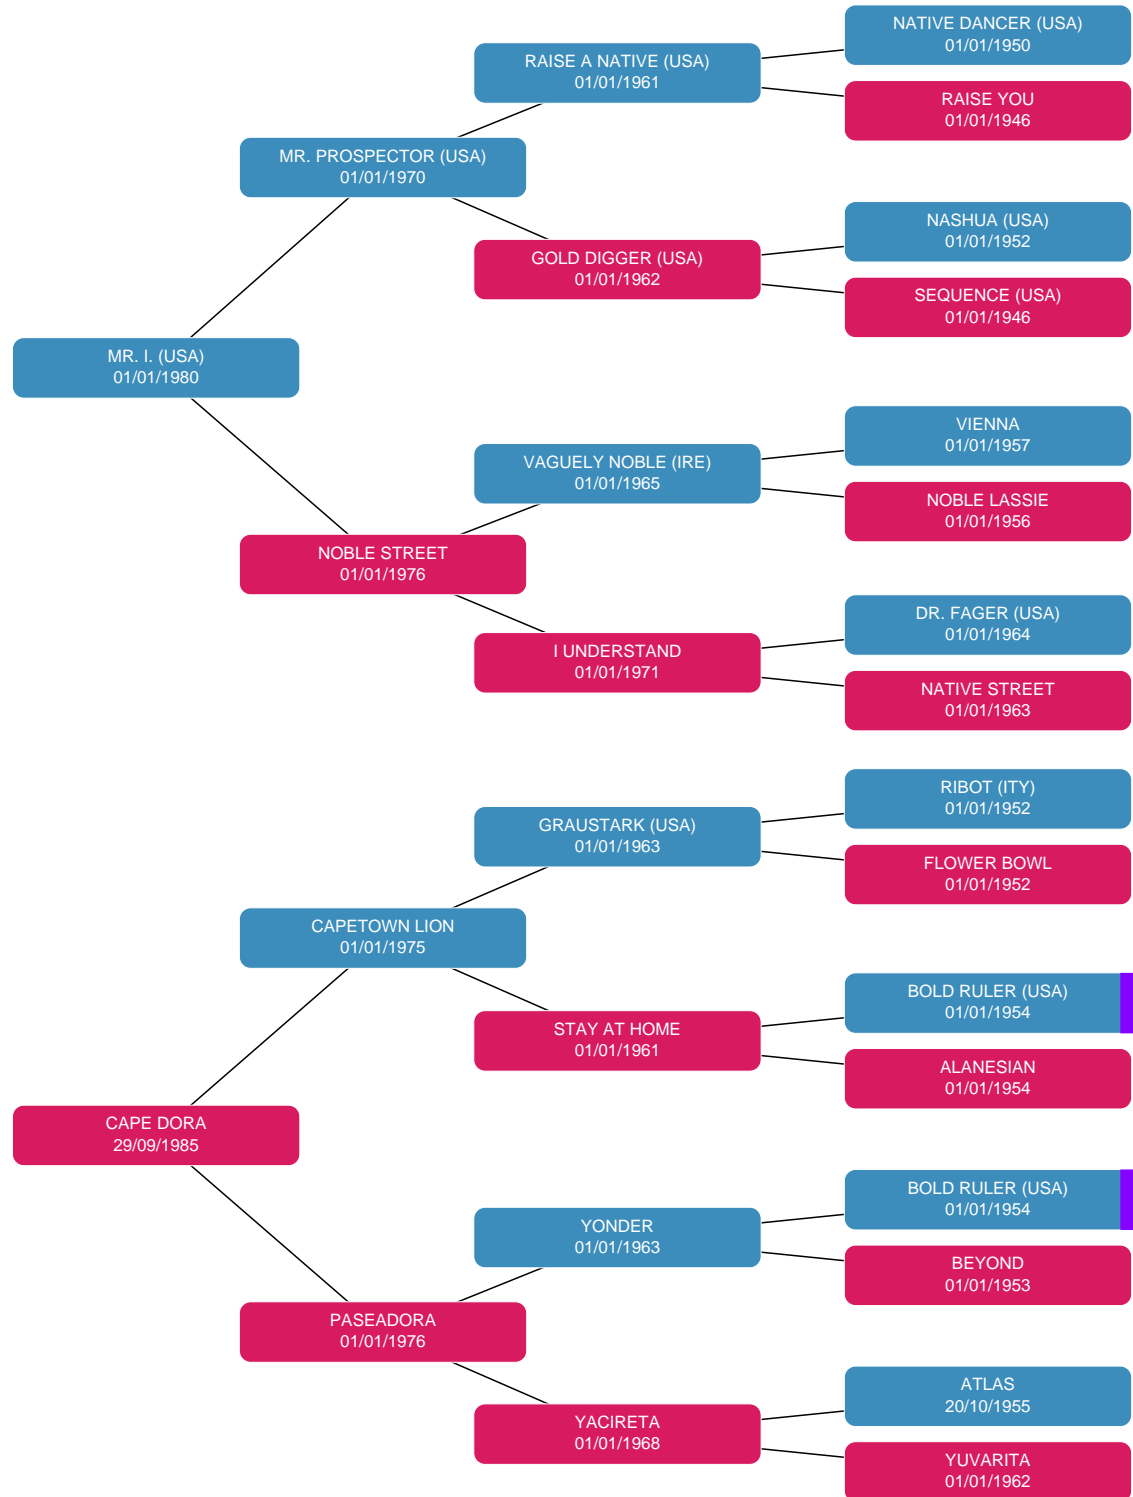 NATIVE DANCER (USA)
01/01/1950
RAISE A NATIVE (USA)
01/01/1961
RAISE YOU
01/01/1946
MR. PROSPECTOR (USA)
01/01/1970
NASHUA (USA)
01/01/1952
GOLD DIGGER (USA)
01/01/1962
SEQUENCE (USA)
01/01/1946
MR. I. (USA)
01/01/1980
VIENNA
01/01/1957
VAGUELY NOBLE (IRE)
01/01/1965
NOBLE LASSIE
01/01/1956
NOBLE STREET
01/01/1976
DR. FAGER (USA)
01/01/1964
I UNDERSTAND
01/01/1971
NATIVE STREET
01/01/1963
RIBOT (ITY)
01/01/1952
GRAUSTARK (USA)
01/01/1963
FLOWER BOWL
01/01/1952
CAPETOWN LION
01/01/1975
BOLD RULER (USA)
01/01/1954
STAY AT HOME
01/01/1961
ALANESIAN
01/01/1954
CAPE DORA
29/09/1985
BOLD RULER (USA)
01/01/1954
YONDER
01/01/1963
BEYOND
01/01/1953
PASEADORA
01/01/1976
ATLAS
20/10/1955
YACIRETA
01/01/1968
YUVARITA
01/01/1962